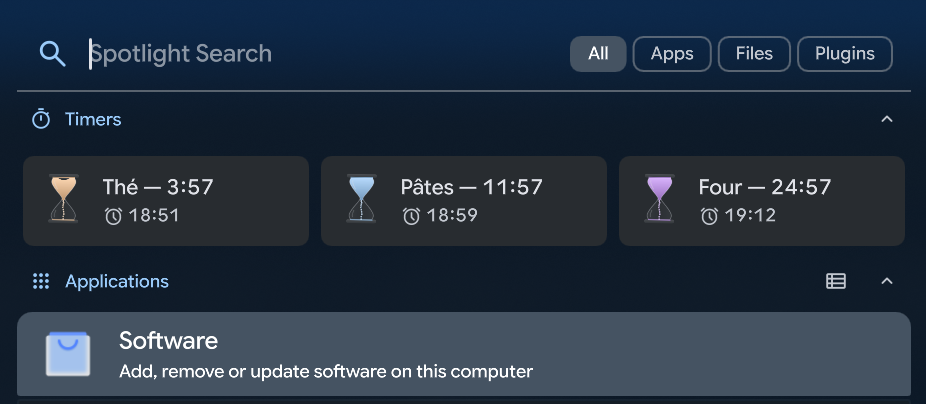 Spotlight Search
All
Apps
Files
Plugins
Timers
Thé — 3:57
18:51
Pâtes — 11:57
18:59
Four — 24:57
19:12
Applications
Software
Add, remove or update software on this computer